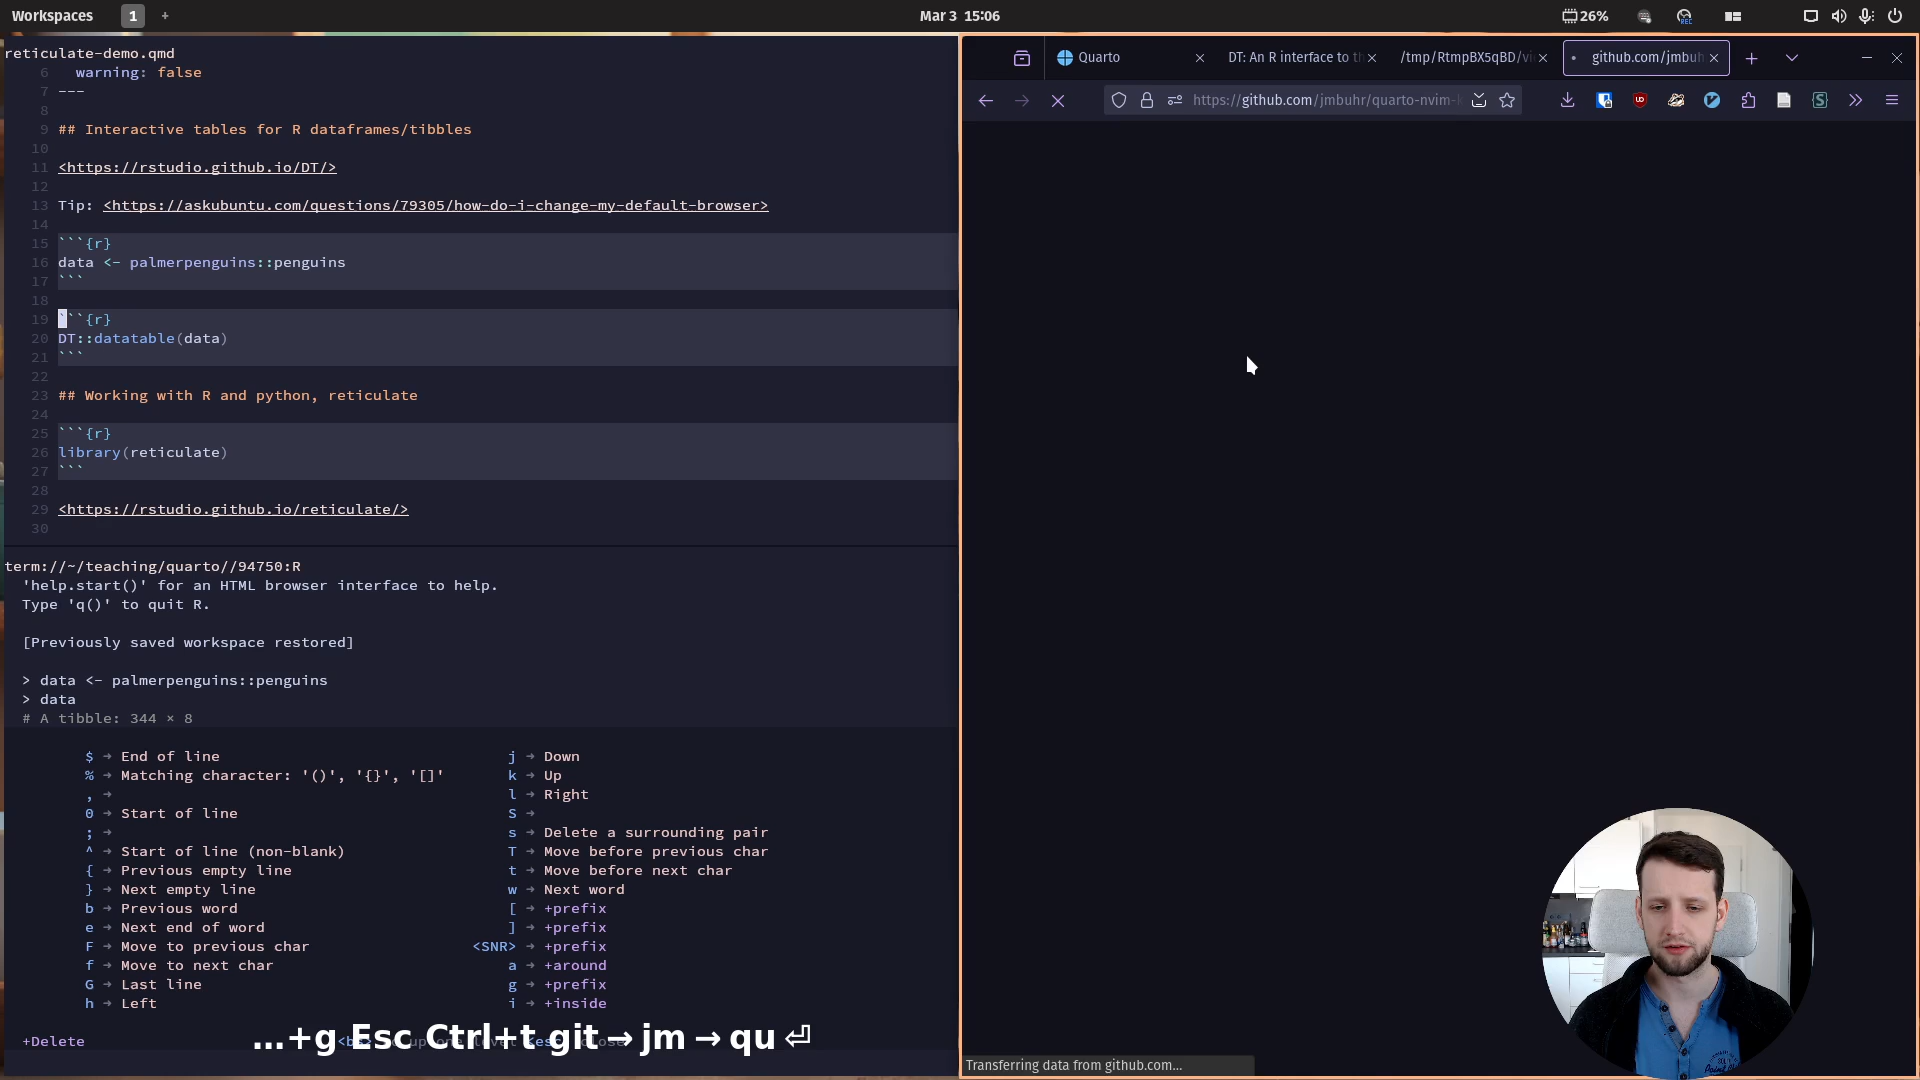 Workspaces 1 +
Mar 3 15:06
26%
REC
reticulate-demo.qmd
6 warning: false
7 ---
8
9 ## Interactive tables for R dataframes/tibbles
10
11 <https://rstudio.github.io/DT/>
12
13 Tip: <https://askubuntu.com/questions/79305/how-do-i-change-my-default-browser>
14
15 ```{r}
16 data <- palmerpenguins::penguins
17 ```
18
19 ```{r}
20 DT::datatable(data)
21 ```
22
23 ## Working with R and python, reticulate
24
25 ```{r}
26 library(reticulate)
27 ```
28
29 <https://rstudio.github.io/reticulate/>
30
term://~/teaching/quarto//94750:R
'help.start()' for an HTML browser interface to help.
Type 'q()' to quit R.
[Previously saved workspace restored]
> data <- palmerpenguins::penguins
> data
# A tibble: 344 × 8
$ → End of line
% → Matching character: '()', '{}', '[]'
, →
0 → Start of line
; →
^ → Start of line (non-blank)
{ → Previous empty line
} → Next empty line
b → Previous word
e → Next end of word
F → Move to previous char
f → Move to next char
G → Last line
h → Left
j → Down
k → Up
l → Right
S →
s → Delete a surrounding pair
T → Move before previous char
t → Move before next char
w → Next word
[ → +prefix
] → +prefix
<SNR> → +prefix
a → +around
g → +prefix
i → +inside
+Delete
...+g Esc Ctrl+t git→jm→qu⏎
Quarto
DT: An R interface to th
/tmp/RtmpBX5qBD/vi
github.com/jmbuh
https://github.com/jmbuhr/quarto-nvim-k
Transferring data from github.com…